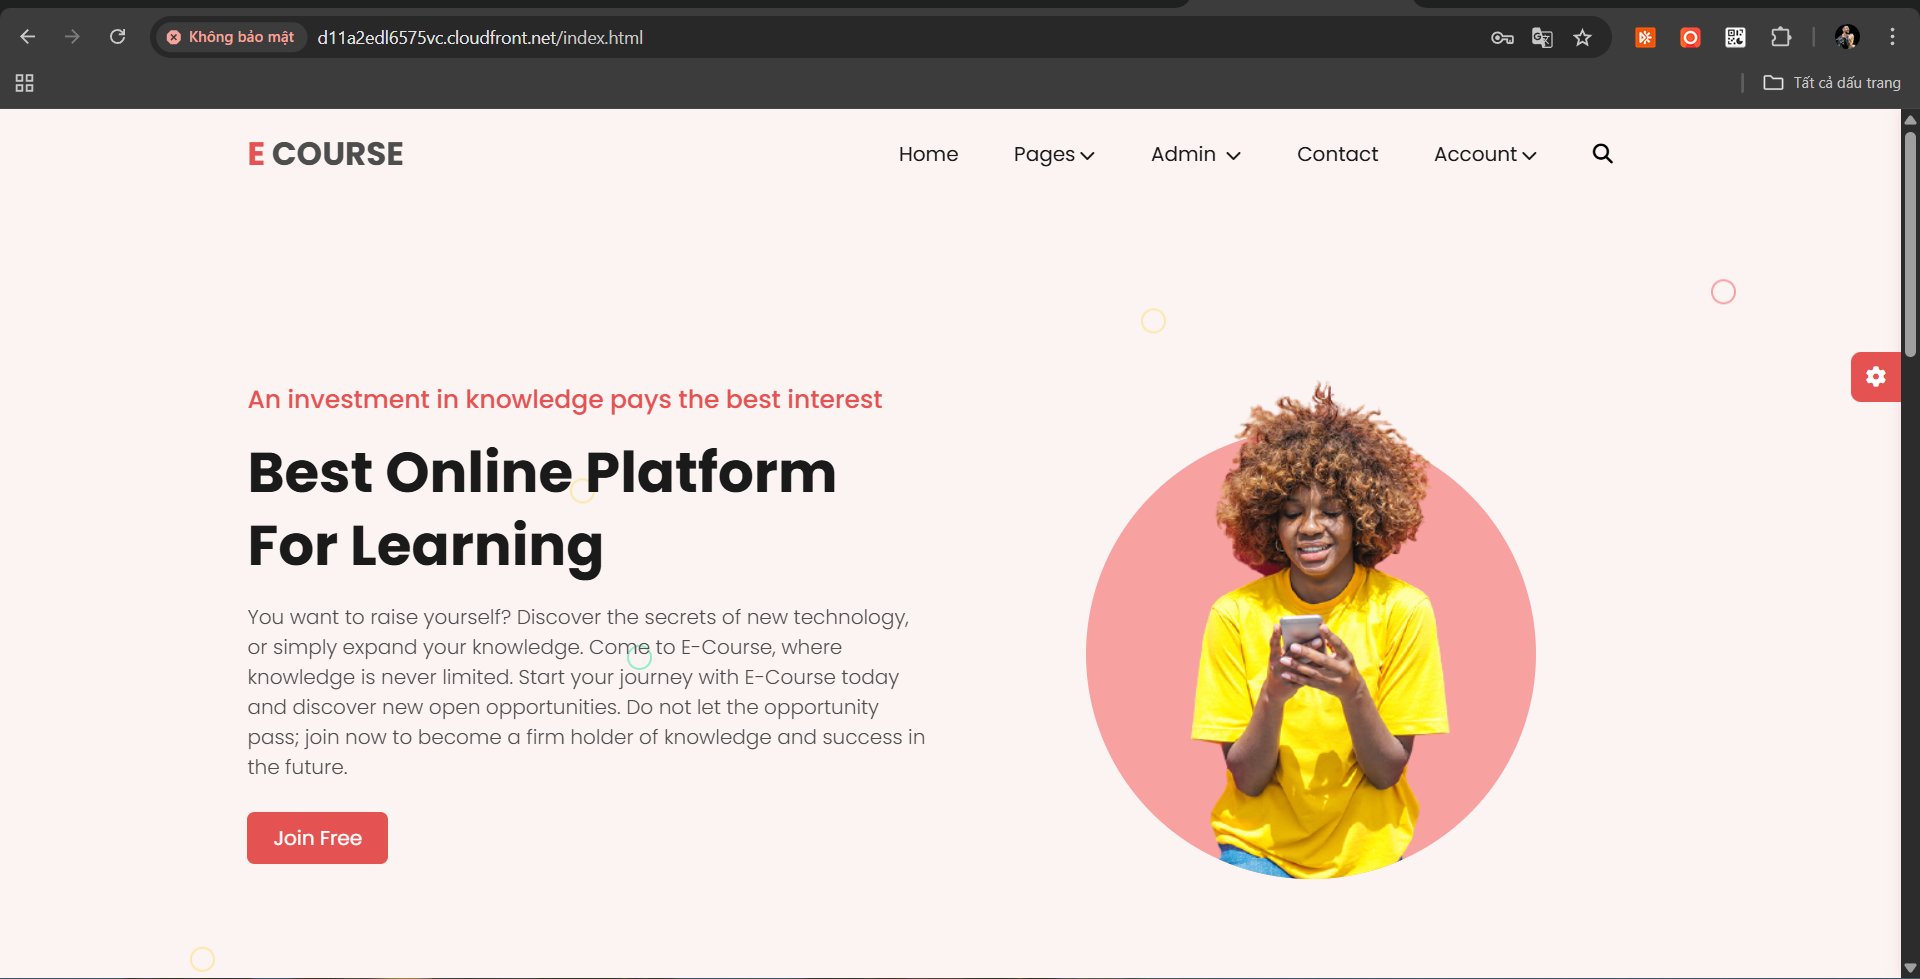 Không bảo mật
d11a2edl6575vc.cloudfront.net/index.html
Tất cả dấu trang
E COURSE
Home
Pages
Admin
Contact
Account
An investment in knowledge pays the best interest
Best Online Platform
For Learning
You want to raise yourself? Discover the secrets of new technology,
or simply expand your knowledge. Come to E-Course, where
knowledge is never limited. Start your journey with E-Course today
and discover new open opportunities. Do not let the opportunity
pass; join now to become a firm holder of knowledge and success in
the future.
Join Free